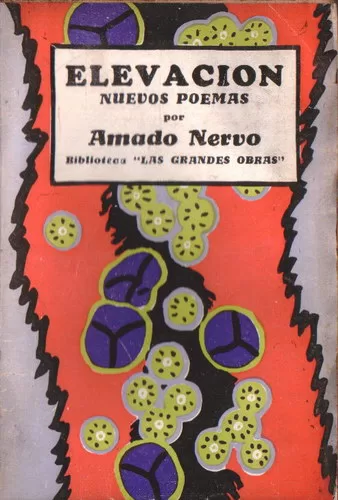 ELEVACION
NUEVOS POEMAS
por
Amado Nervo
Biblioteca "LAS GRANDES OBRAS"